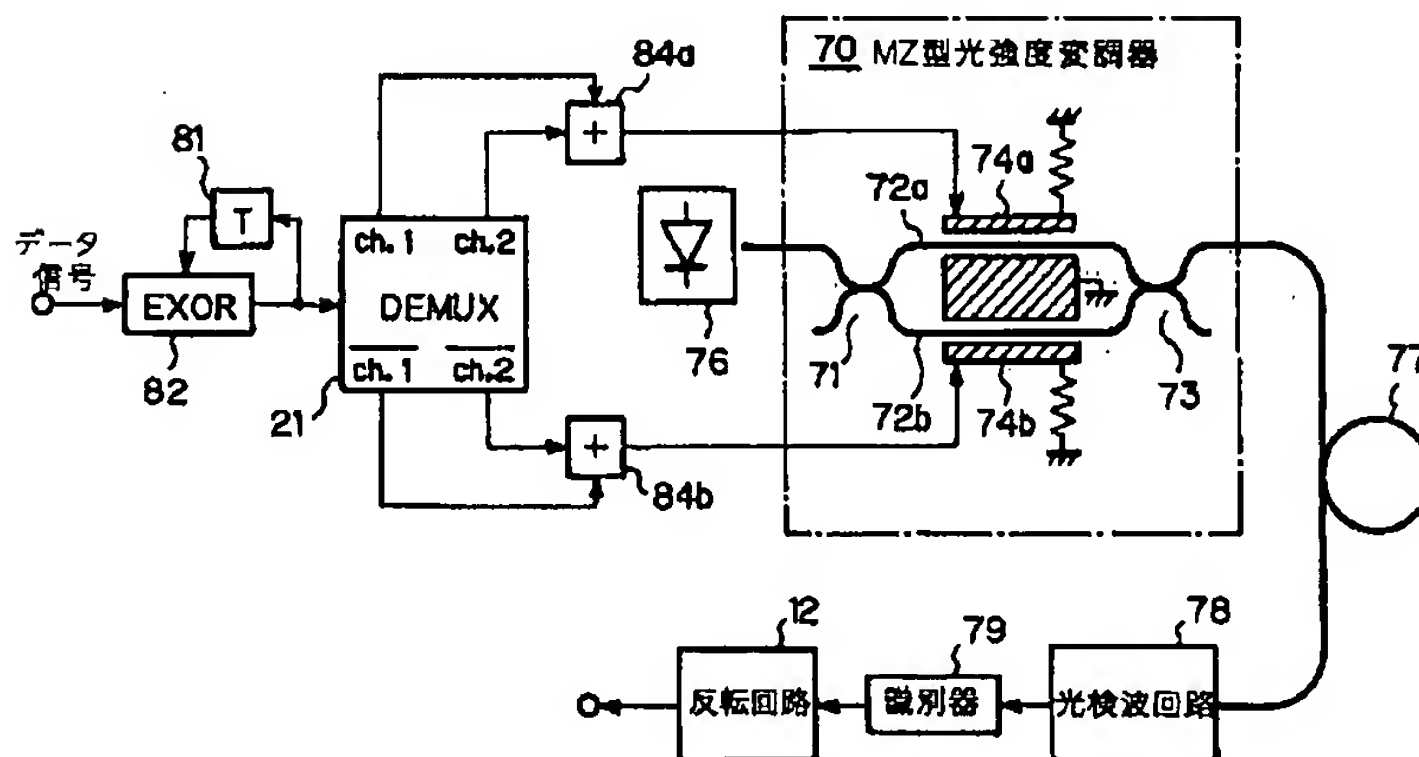 70 MZ型光強度変調器
84a
+
81
T
74a
72a
データ
信号
ch.1 ch.2
EXOR
DEMUX
82
ch.1 ch.2
21
76
71
72b
74b
73
77
+
84b
12
79
78
反転回路
識別器
光検波回路